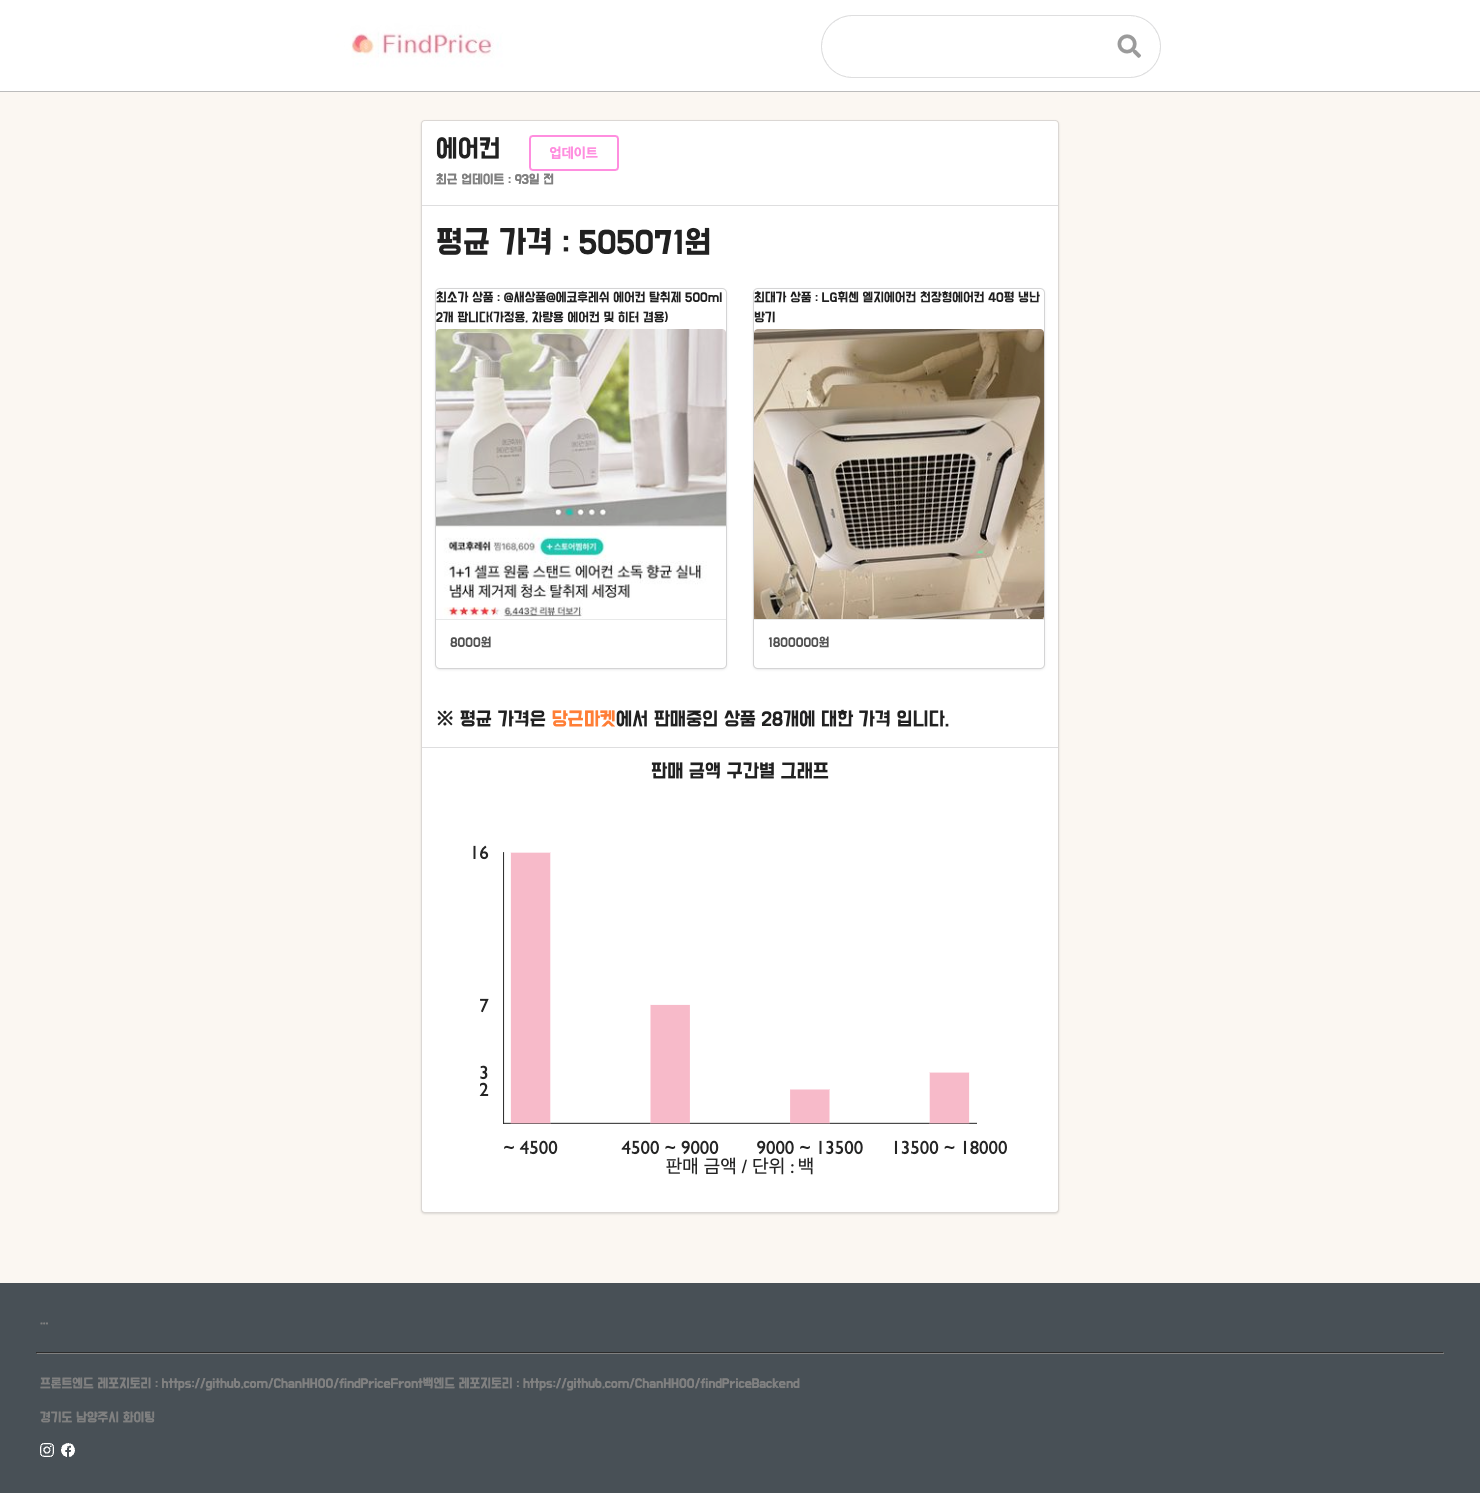 FindPrice
에어컨
업데이트
최근 업데이트 : 93일 전
평균 가격 : 505071원
최소가 상품 : @새상품@에코후레쉬 에어컨 탈취제 500ml
2개 팝니다(가정용, 차량용 에어컨 및 히터 겸용)
에코후레쉬 찜168,609 +스토어찜하기
1+1 셀프 원룸 스탠드 에어컨 소독 향균 실내
냄새 제거제 청소 탈취제 세정제
6,443건 리뷰 더보기
8000원
최대가 상품 : LG휘센 엘지에어컨 천장형에어컨 40평 냉난
방기
1800000원
※ 평균 가격은 당근마켓에서 판매중인 상품 28개에 대한 가격 입니다.
판매 금액 구간별 그래프
16
7
3
2
~ 4500
4500 ~ 9000
9000 ~ 13500
13500 ~ 18000
판매 금액 / 단위 : 백
...
프론트엔드 레포지토리 : https://github.com/ChanHHOO/findPriceFront백엔드 레포지토리 : https://github.com/ChanHHOO/findPriceBackend
경기도 남양주시 화이팅